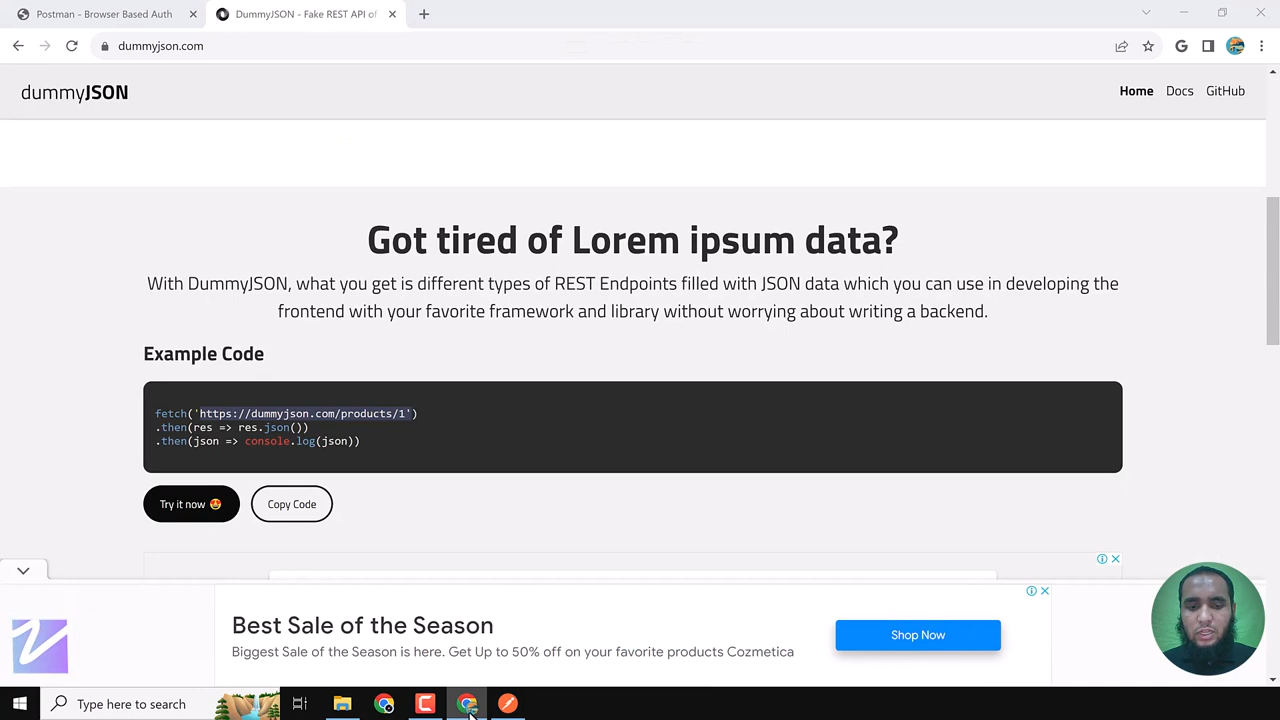 Postman - Browser Based Auth
DummyJSON - Fake REST API of
dummyjson.com
dummyJSON
Home Docs GitHub
Got tired of Lorem ipsum data?
With DummyJSON, what you get is different types of REST Endpoints filled with JSON data which you can use in developing the
frontend with your favorite framework and library without worrying about writing a backend.
Example Code
fetch('https://dummyjson.com/products/1')
.then(res => res.json())
.then(json => console.log(json))
Try it now 😍 Copy Code
Best Sale of the Season
Biggest Sale of the Season is here. Get Up to 50% off on your favorite products Cozmetica
Shop Now
Type here to search